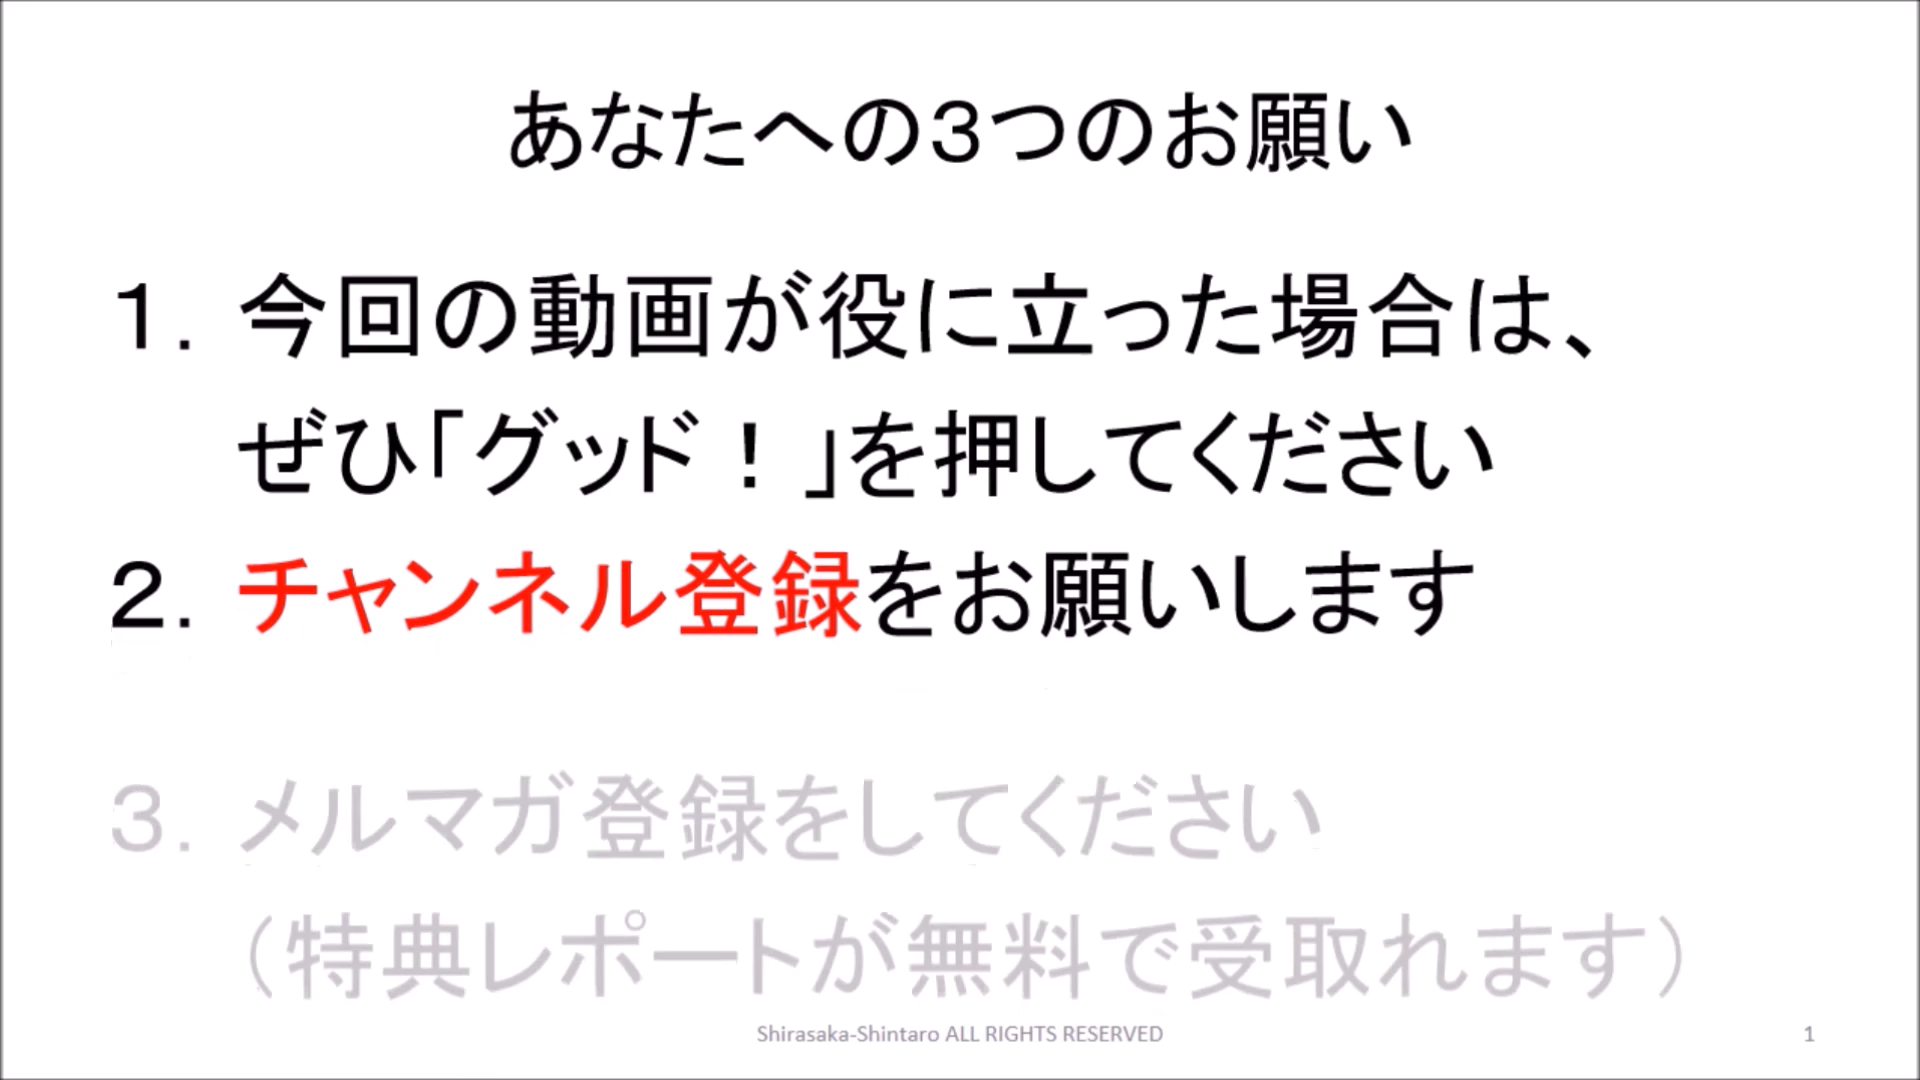 あなたへの３つのお願い
１．今回の動画が役に立った場合は、
ぜひ「グッド！」を押してください
２．チャンネル登録をお願いします
３．メルマガ登録をしてください
（特典レポートが無料で受取れます）
Shirasaka-Shintaro ALL RIGHTS RESERVED
1